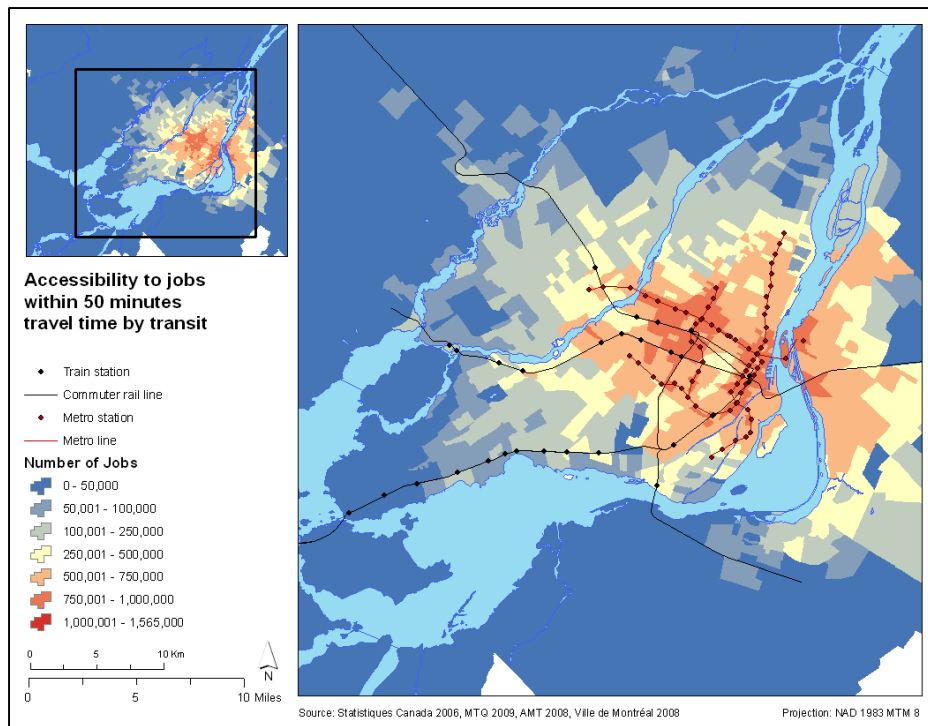 Accessibility to jobs
within 50 minutes
travel time by transit
Train station
Commuter rail line
Metro station
Metro line
Number of Jobs
0 - 50,000
50,001 - 100,000
100,001 - 250,000
250,001 - 500,000
500,001 - 750,000
750,001 - 1,000,000
1,000,001 - 1,565,000
0 5 10 Km
N
0 5 10 Miles
Source: Statistiques Canada 2006, MTQ 2009, AMT 2008, Ville de Montréal 2008
Projection: NAD 1983 MTM 8